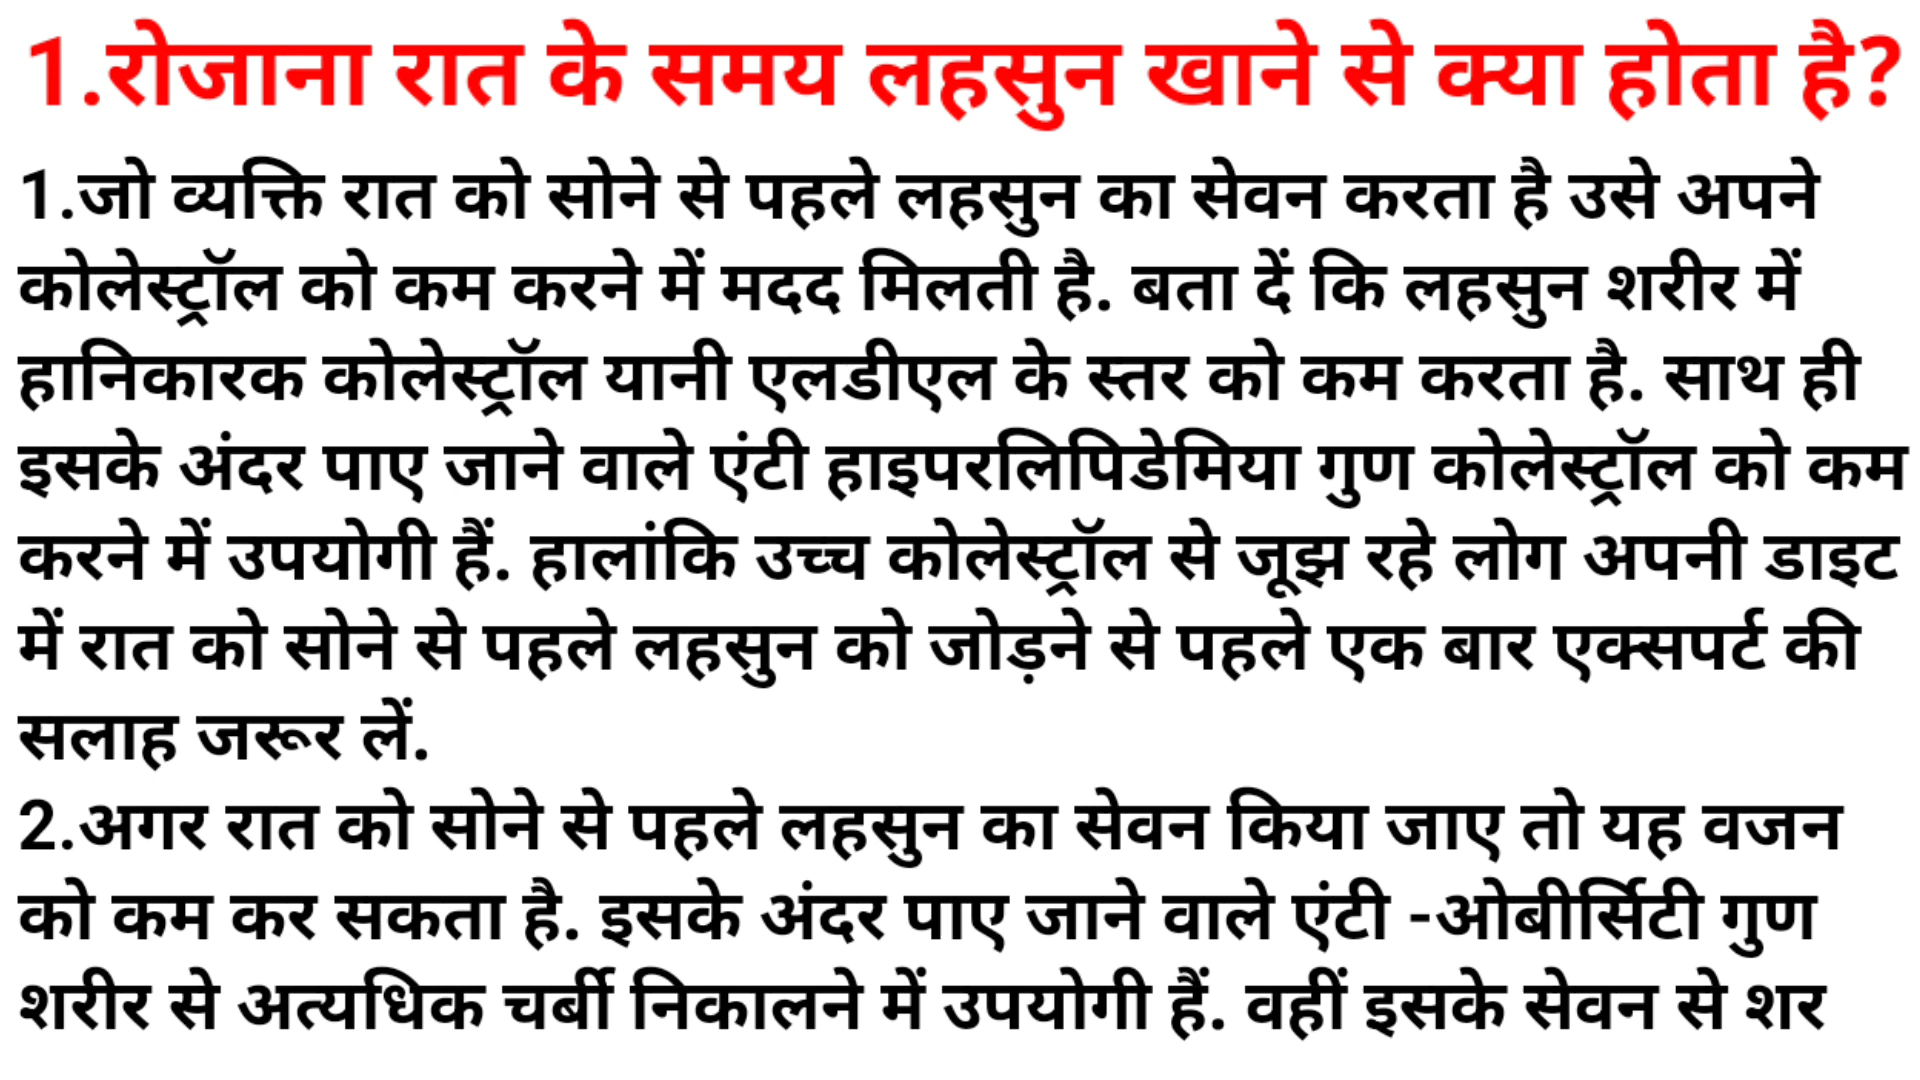 1.रोजाना रात के समय लहसुन खाने से क्या होता है?
1.जो व्यक्ति रात को सोने से पहले लहसुन का सेवन करता है उसे अपने
कोलेस्ट्रॉल को कम करने में मदद मिलती है. बता दें कि लहसुन शरीर में
हानिकारक कोलेस्ट्रॉल यानी एलडीएल के स्तर को कम करता है. साथ ही
इसके अंदर पाए जाने वाले एंटी हाइपरलिपिडेमिया गुण कोलेस्ट्रॉल को कम
करने में उपयोगी हैं. हालांकि उच्च कोलेस्ट्रॉल से जूझ रहे लोग अपनी डाइट
में रात को सोने से पहले लहसुन को जोड़ने से पहले एक बार एक्सपर्ट की
सलाह जरूर लें.
2.अगर रात को सोने से पहले लहसुन का सेवन किया जाए तो यह वजन
को कम कर सकता है. इसके अंदर पाए जाने वाले एंटी -ओबीर्सिटी गुण
शरीर से अत्यधिक चर्बी निकालने में उपयोगी हैं. वहीं इसके सेवन से शर